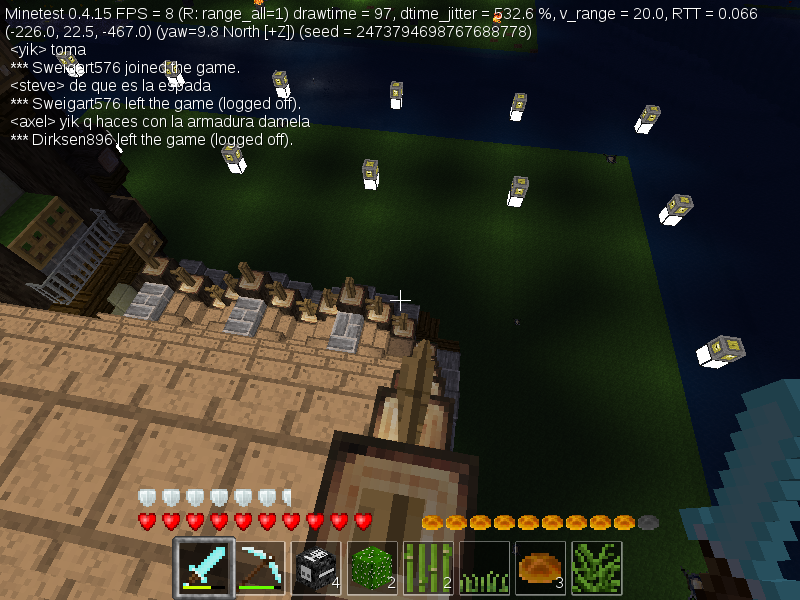 Minetest 0.4.15 FPS = 8 (R: range_all=1) drawtime = 97, dtime_jitter = 532.6 %, v_range = 20.0, RTT = 0.066
(-226.0, 22.5, -467.0) (yaw=9.8 North [+Z]) (seed = 2473794698767688778)
<yik> toma
*** Sweigart576 joined the game.
<steve> de que es la espada
*** Sweigart576 left the game (logged off).
<axel> yik q haces con la armadura damela
*** Dirksen896 left the game (logged off).
4
2
2
3